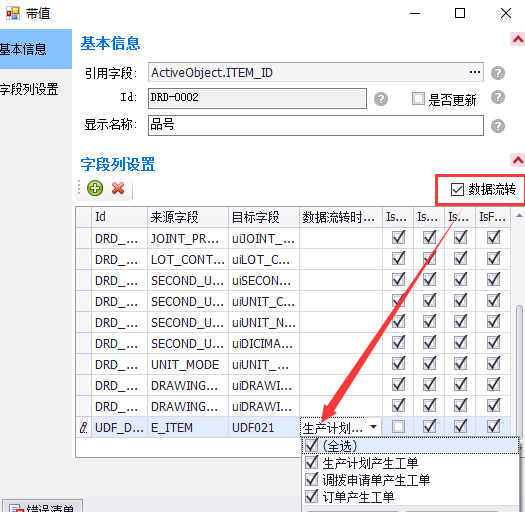 带值
基本信息
字段列设置
基本信息
引用字段: ActiveObject.ITEM_ID ...
Id: DRD-0002 是否更新
显示名称: 品号
字段列设置
数据流转
Id 来源字段 目标字段 数据流转时... Is... Is... Is... IsF...
DRD_... JOINT_PR... uiJOINT_...
DRD_... LOT_CONT... uiLOT_C...
DRD_... SECOND_U... uiSECON...
DRD_... SECOND_U... uiUNIT_C...
DRD_... SECOND_U... uiUNIT_N...
DRD_... SECOND_U... uiDICIMA...
DRD_... UNIT_MODE uiUNIT_...
DRD_... DRAWING... uiDRAWI...
DRD_... DRAWING... uiDRAWI...
UDF_D... E_ITEM UDF021 生产计划...
(全选)
生产计划产生工单
调拨申请单产生工单
订单产生工单
错误清单